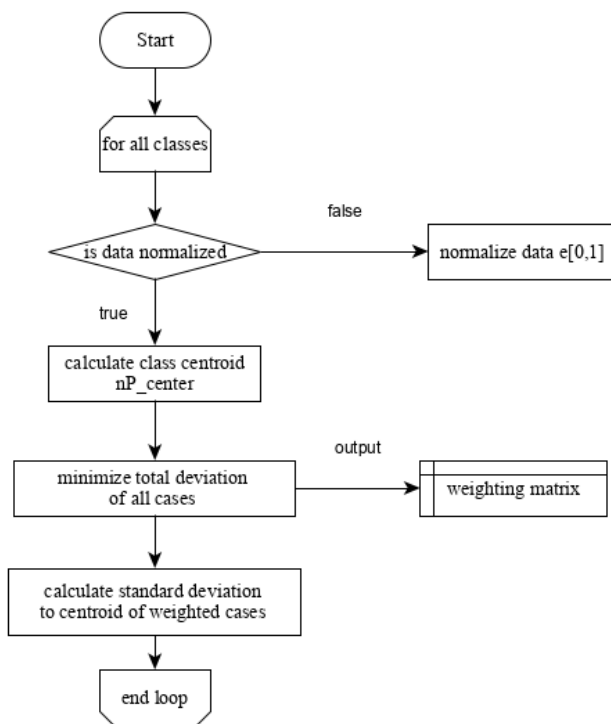 Start
for all classes
false
is data normalized
normalize data e[0,1]
true
calculate class centroid
nP_center
output
minimize total deviation
of all cases
weighting matrix
calculate standard deviation
to centroid of weighted cases
end loop